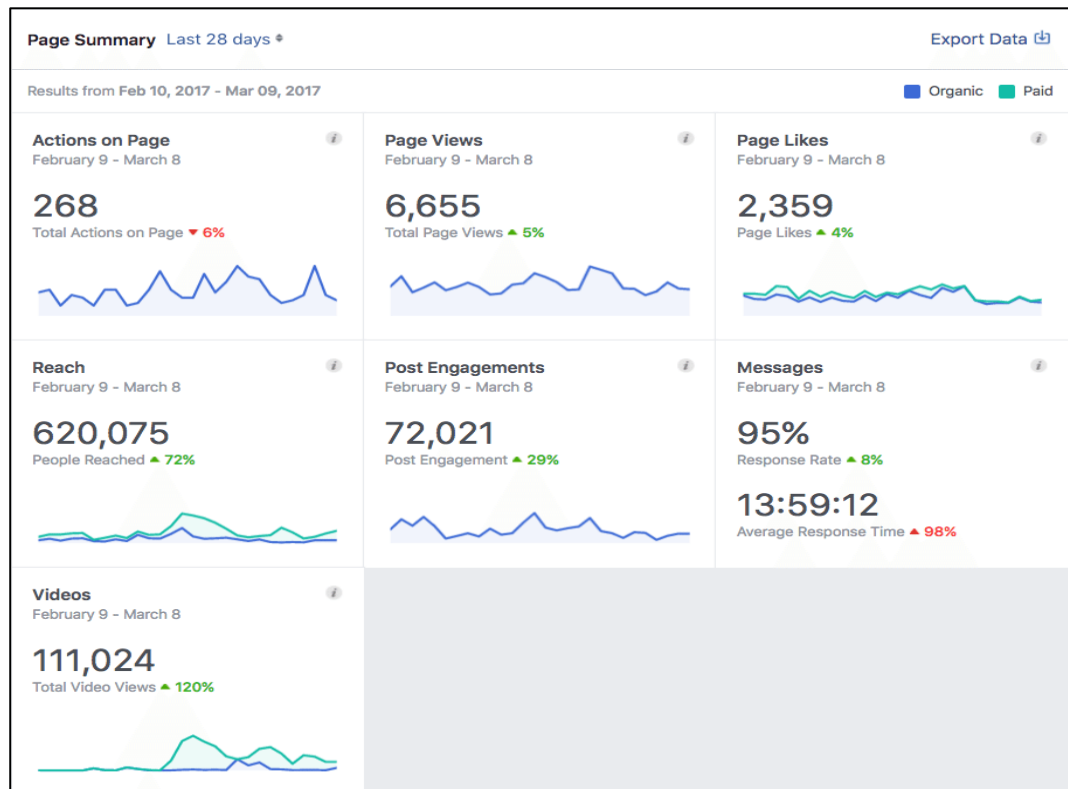 Page Summary Last 28 days
Export Data
Results from Feb 10, 2017 - Mar 09, 2017
Organic Paid
Actions on Page
February 9 - March 8
268
Total Actions on Page 6%
Page Views
February 9 - March 8
6,655
Total Page Views 5%
Page Likes
February 9 - March 8
2,359
Page Likes 4%
Reach
February 9 - March 8
620,075
People Reached 72%
Post Engagements
February 9 - March 8
72,021
Post Engagement 29%
Messages
February 9 - March 8
95%
Response Rate 8%
13:59:12
Average Response Time 98%
Videos
February 9 - March 8
111,024
Total Video Views 120%